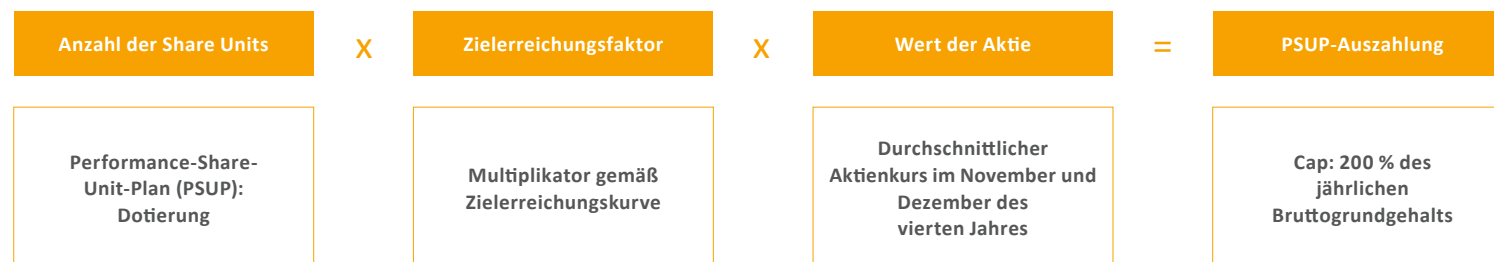 Anzahl der Share Units x Zielerreichungsfaktor x Wert der Aktie = PSUP-Auszahlung
Performance-Share-
Unit-Plan (PSUP):
Dotierung
Multiplikator gemäß
Zielerreichungskurve
Durchschnittlicher
Aktienkurs im November und
Dezember des
vierten Jahres
Cap: 200 % des
jährlichen
Bruttogrundgehalts